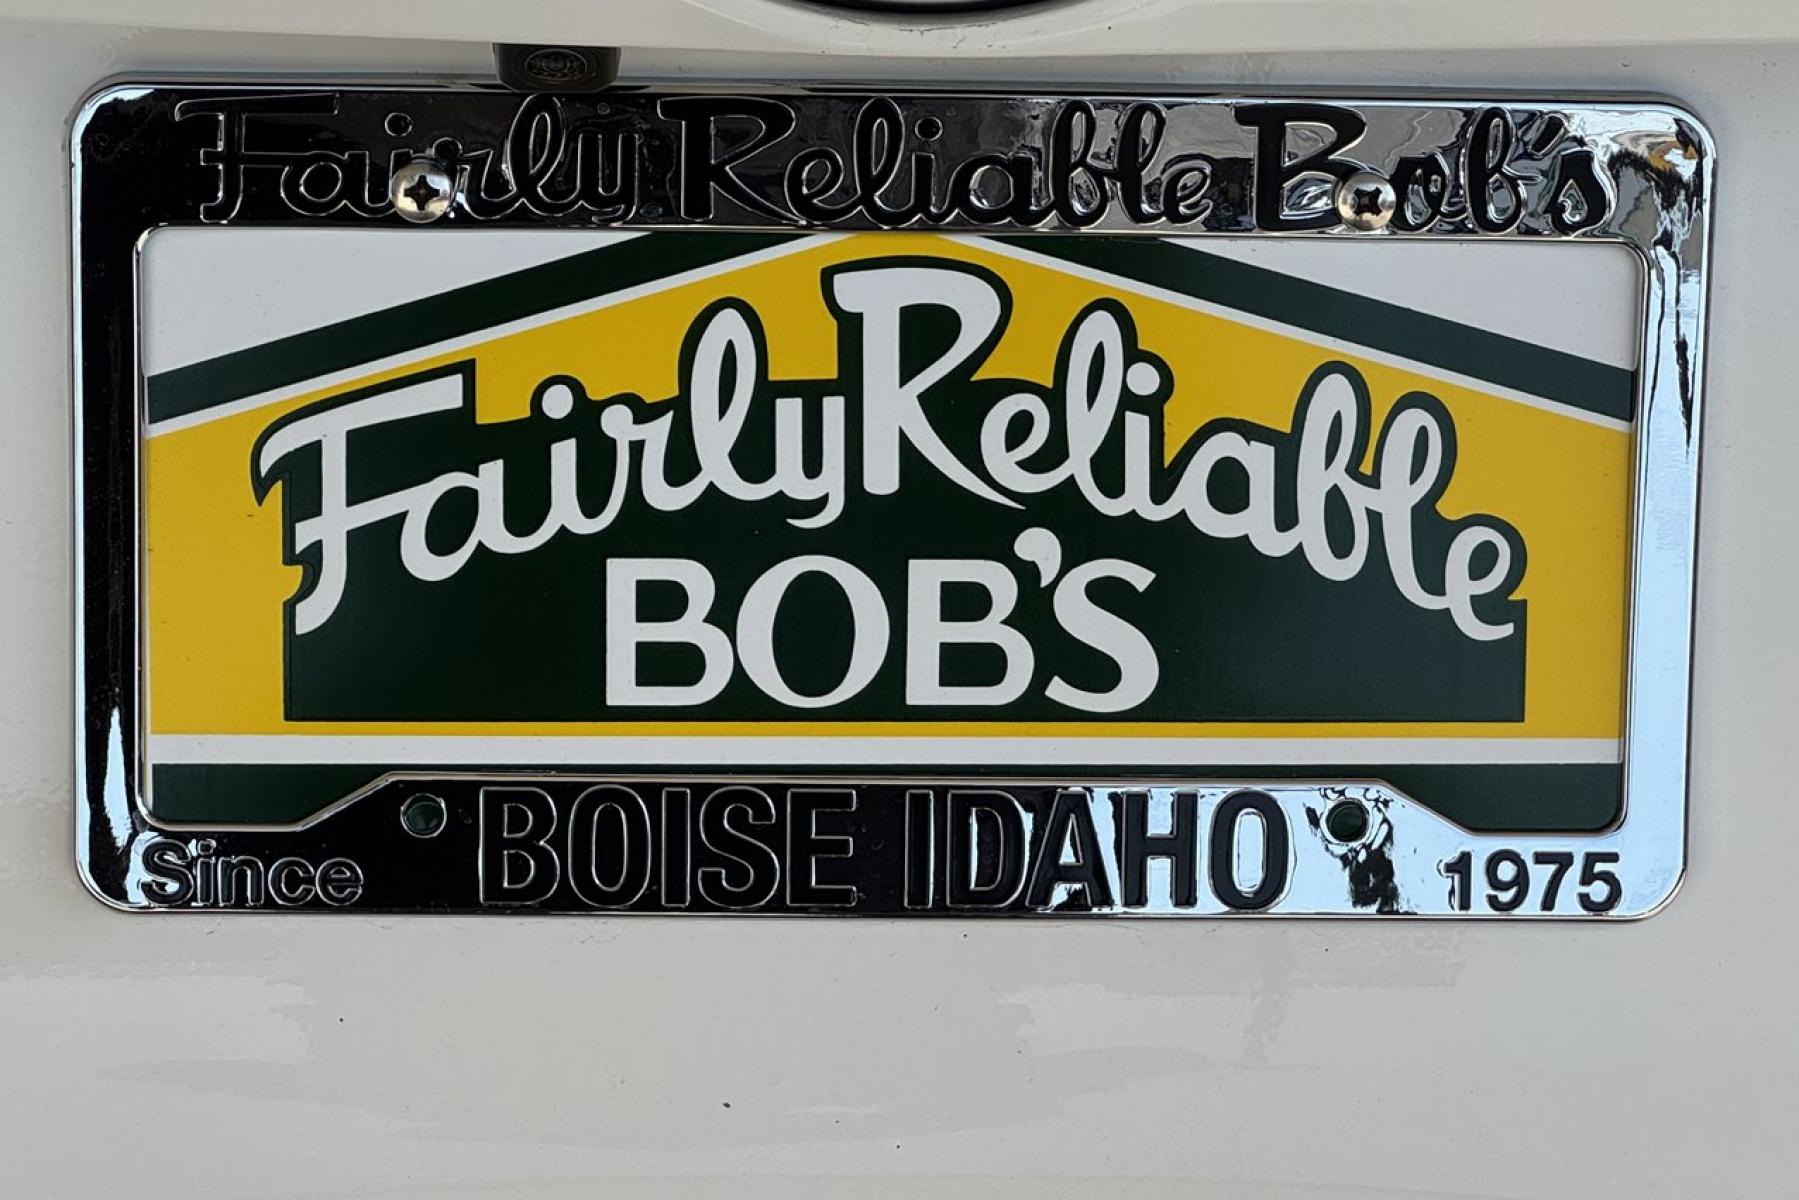 Fairly Reliable Bob's
Fairly Reliable
BOB'S
Since BOISE IDAHO 1975